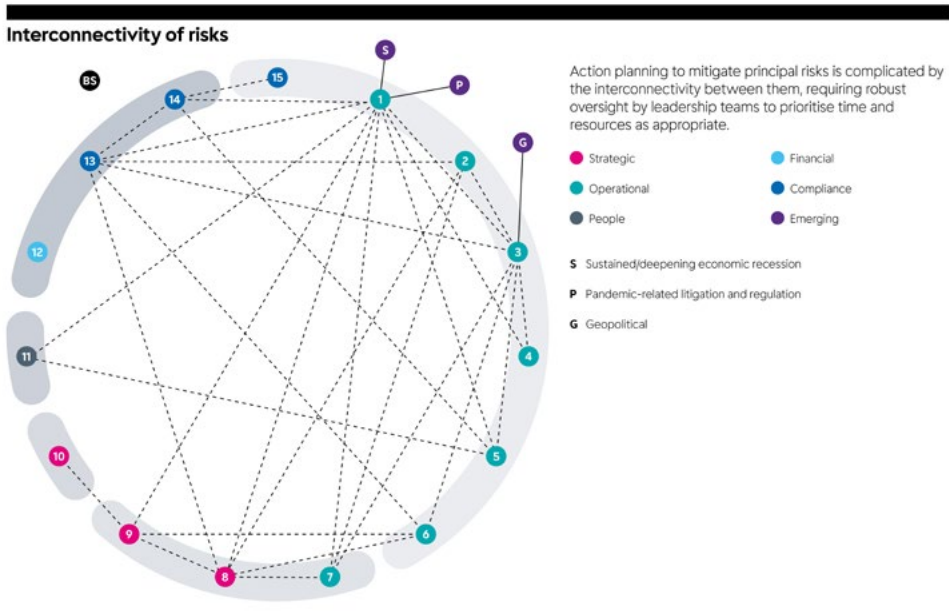 Interconnectivity of risks
S
BS
15
P
14
1
Action planning to mitigate principal risks is complicated by
the interconnectivity between them, requiring robust
oversight by leadership teams to prioritise time and
resources as appropriate.
G
13
2
Strategic
Financial
Operational
Compliance
People
Emerging
12
3
S Sustained/deepening economic recession
P Pandemic-related litigation and regulation
G Geopolitical
11
4
10
5
9
6
8
7